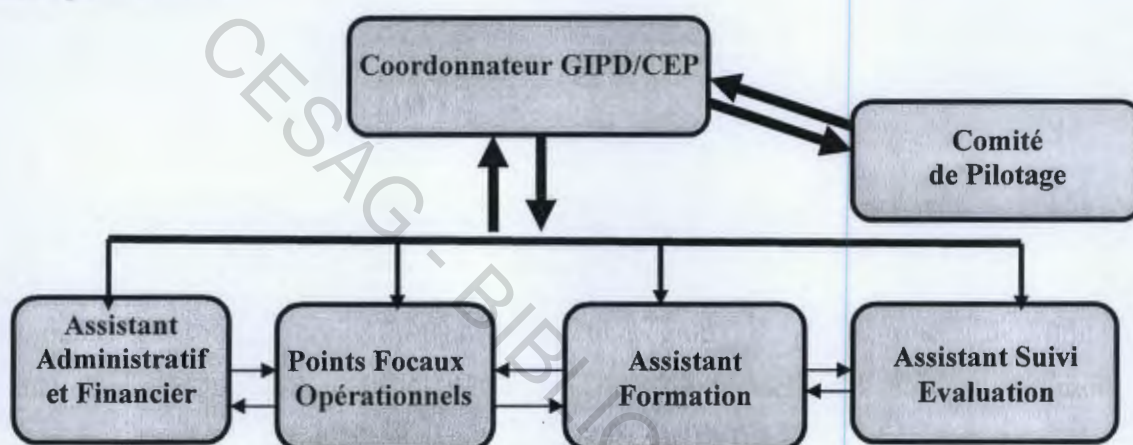 Coordonnateur GIPD/CEP
Comité
de Pilotage
Assistant
Administratif
et Financier
Points Focaux
Opérationnels
Assistant
Formation
Assistant Suivi
Evaluation
CESAG - BIBLIO